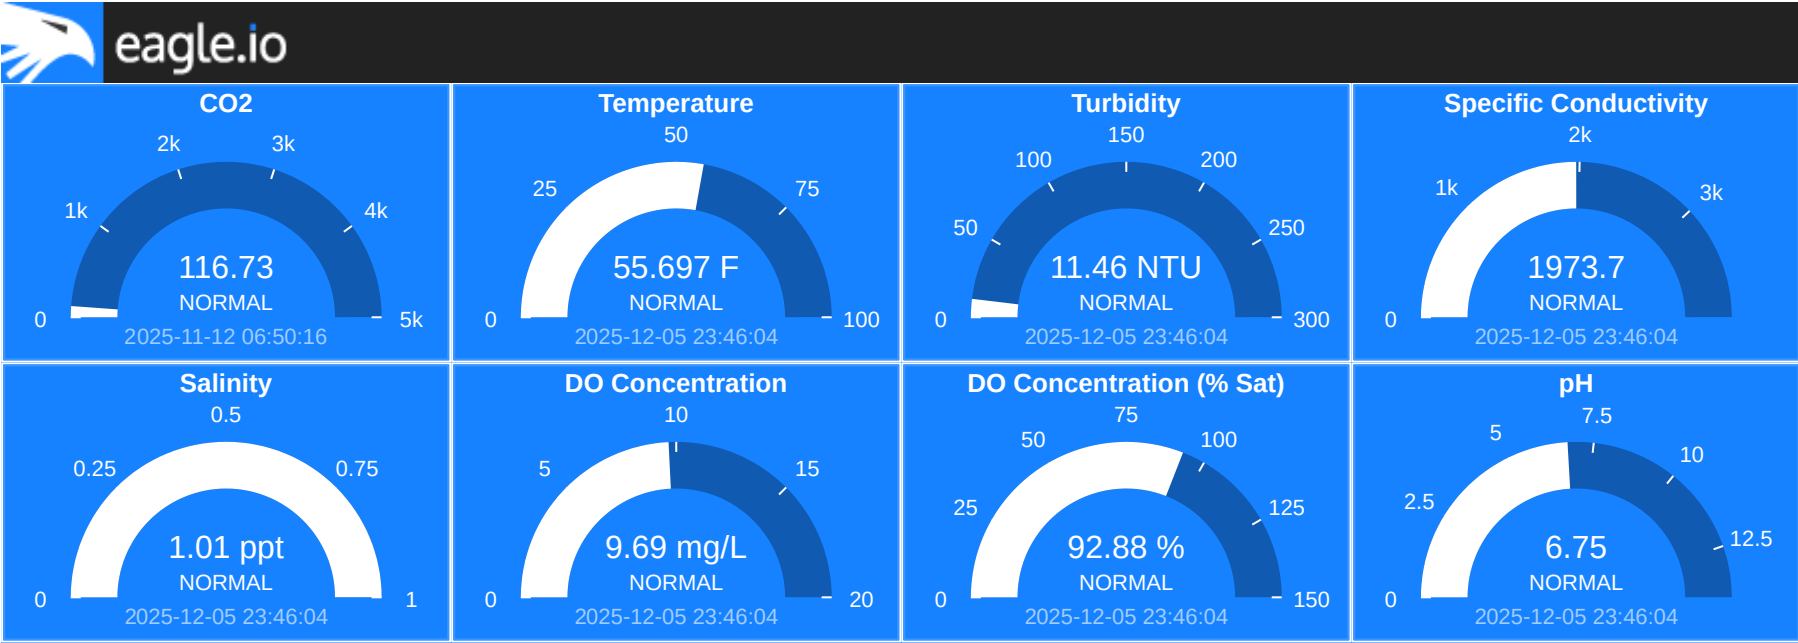 eagle.io
CO2
2k 3k
1k 4k
116.73
NORMAL
0 5k
2025-11-12 06:50:16
Temperature
50
25 75
55.697 F
NORMAL
0 100
2025-12-05 23:46:04
Turbidity
150
100 200
50 250
11.46 NTU
NORMAL
0 300
2025-12-05 23:46:04
Specific Conductivity
2k
1k 3k
1973.7
NORMAL
0
2025-12-05 23:46:04
Salinity
0.5
0.25 0.75
1.01 ppt
NORMAL
0 1
2025-12-05 23:46:04
DO Concentration
10
5 15
9.69 mg/L
NORMAL
0 20
2025-12-05 23:46:04
DO Concentration (% Sat)
75
50 100
25 125
92.88 %
NORMAL
0 150
2025-12-05 23:46:04
pH
7.5
5 10
2.5 12.5
6.75
NORMAL
0
2025-12-05 23:46:04